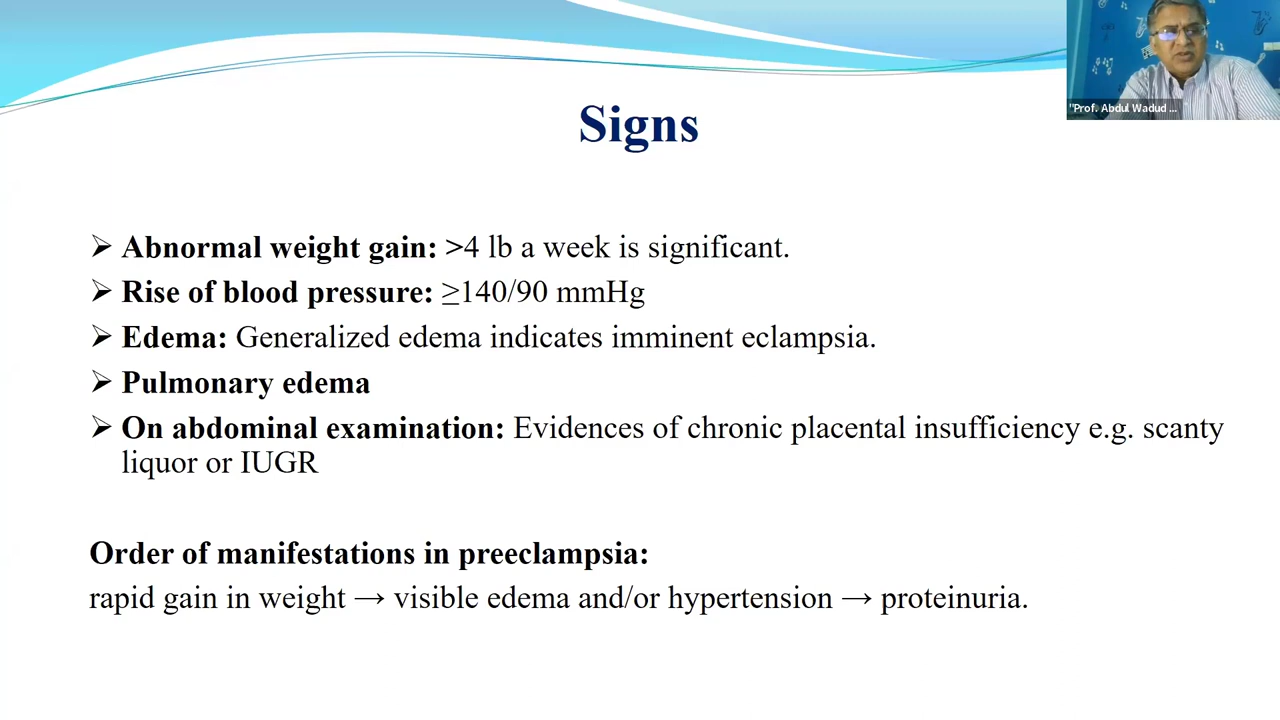 "Prof. Abdul Wadud ...
Signs
➢ Abnormal weight gain: >4 lb a week is significant.
➢ Rise of blood pressure: ≥140/90 mmHg
➢ Edema: Generalized edema indicates imminent eclampsia.
➢ Pulmonary edema
➢ On abdominal examination: Evidences of chronic placental insufficiency e.g. scanty
liquor or IUGR
Order of manifestations in preeclampsia:
rapid gain in weight → visible edema and/or hypertension → proteinuria.